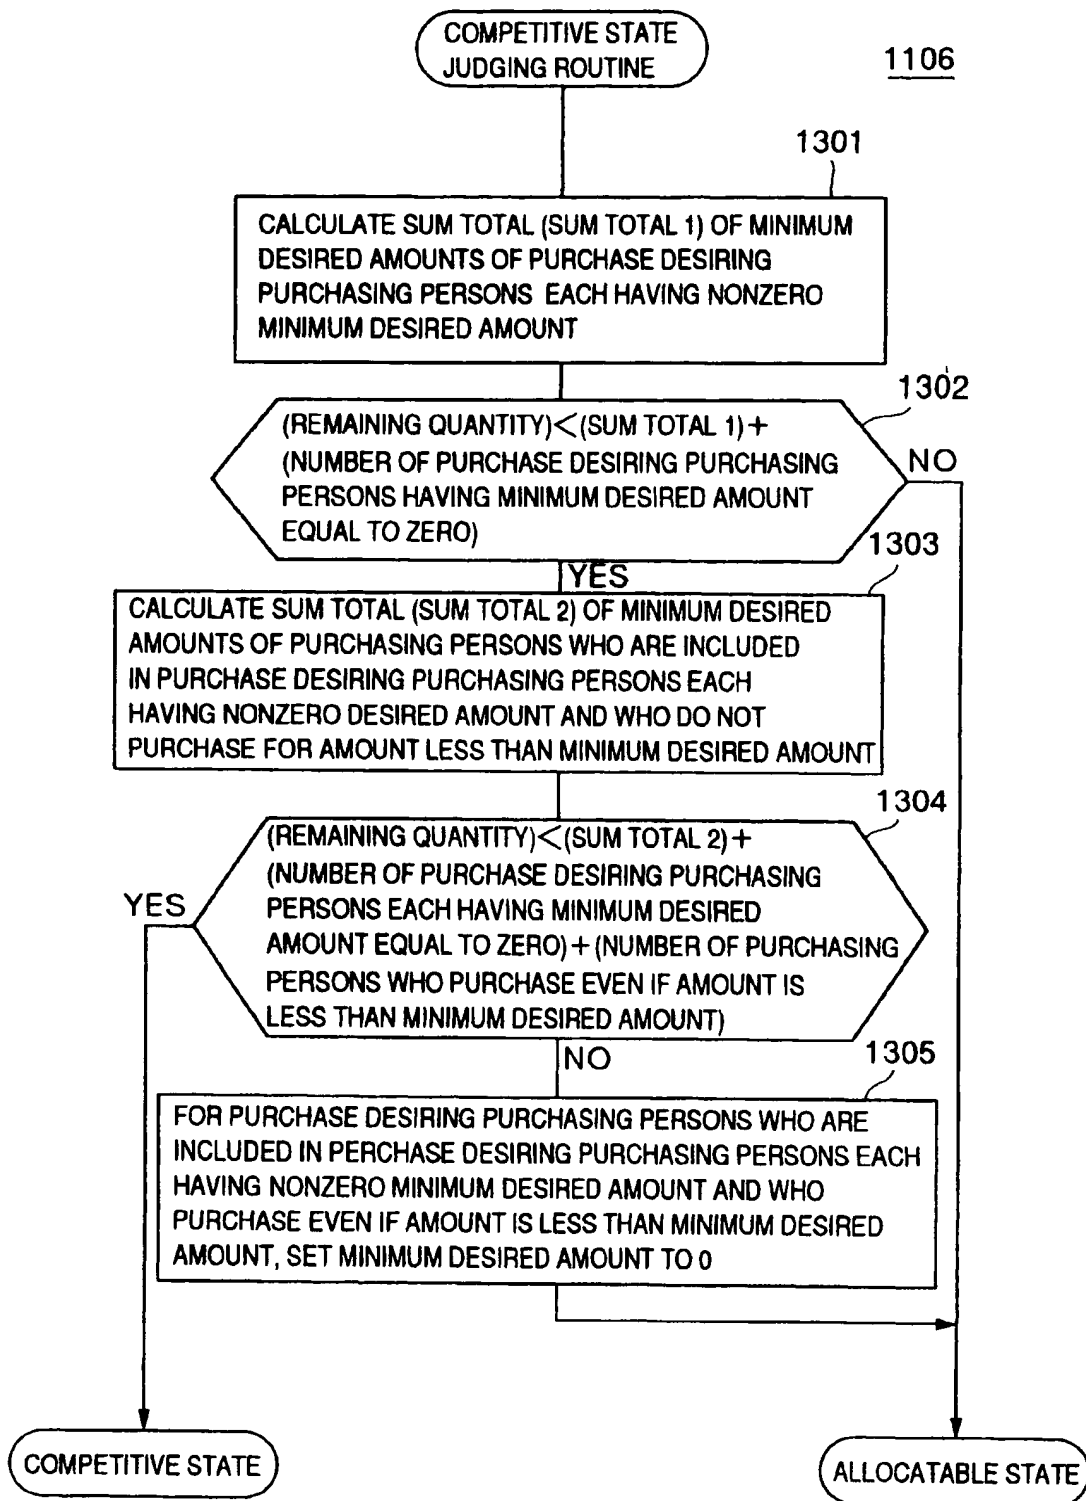 COMPETITIVE STATE
JUDGING ROUTINE
1106
1301
CALCULATE SUM TOTAL (SUM TOTAL 1) OF MINIMUM
DESIRED AMOUNTS OF PURCHASE DESIRING
PURCHASING PERSONS EACH HAVING NONZERO
MINIMUM DESIRED AMOUNT
1302
(REMAINING QUANTITY)<(SUM TOTAL 1)+
(NUMBER OF PURCHASE DESIRING PURCHASING
PERSONS HAVING MINIMUM DESIRED AMOUNT
EQUAL TO ZERO)
NO
YES
1303
CALCULATE SUM TOTAL (SUM TOTAL 2) OF MINIMUM DESIRED
AMOUNTS OF PURCHASING PERSONS WHO ARE INCLUDED
IN PURCHASE DESIRING PURCHASING PERSONS EACH
HAVING NONZERO DESIRED AMOUNT AND WHO DO NOT
PURCHASE FOR AMOUNT LESS THAN MINIMUM DESIRED AMOUNT
1304
(REMAINING QUANTITY)<(SUM TOTAL 2)+
(NUMBER OF PURCHASE DESIRING PURCHASING
PERSONS EACH HAVING MINIMUM DESIRED
AMOUNT EQUAL TO ZERO)+(NUMBER OF PURCHASING
PERSONS WHO PURCHASE EVEN IF AMOUNT IS
LESS THAN MINIMUM DESIRED AMOUNT)
YES
NO
1305
FOR PURCHASE DESIRING PURCHASING PERSONS WHO ARE
INCLUDED IN PERCHASE DESIRING PURCHASING PERSONS EACH
HAVING NONZERO MINIMUM DESIRED AMOUNT AND WHO
PURCHASE EVEN IF AMOUNT IS LESS THAN MINIMUM DESIRED
AMOUNT, SET MINIMUM DESIRED AMOUNT TO 0
COMPETITIVE STATE
ALLOCATABLE STATE